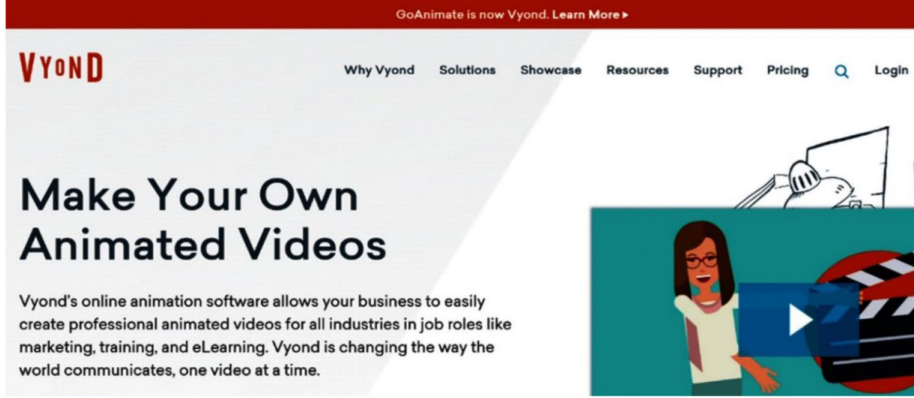 GoAnimate is now Vyond. Learn More ▸
VYOND
Why Vyond Solutions Showcase Resources Support Pricing Login
Make Your Own
Animated Videos
Vyond's online animation software allows your business to easily
create professional animated videos for all industries in job roles like
marketing, training, and eLearning. Vyond is changing the way the
world communicates, one video at a time.